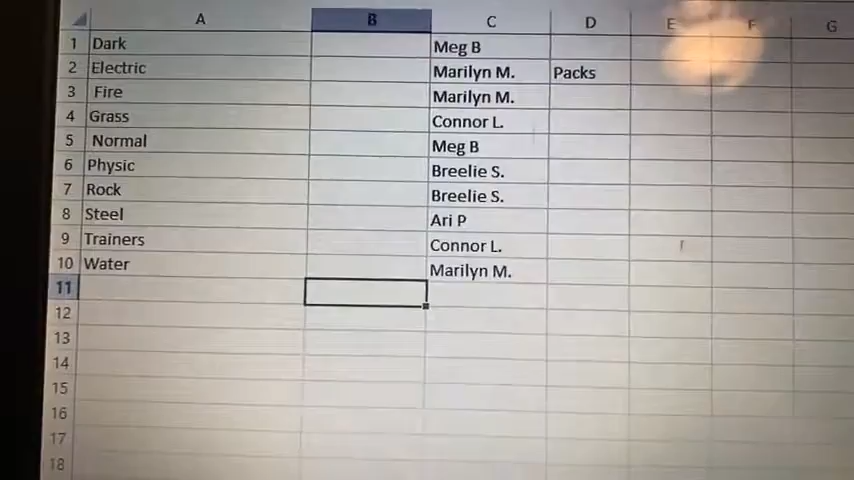 A B C D E F G
1 Dark Meg B
2 Electric Marilyn M. Packs
3 Fire Marilyn M.
4 Grass Connor L.
5 Normal Meg B
6 Physic Breelie S.
7 Rock Breelie S.
8 Steel Ari P
9 Trainers Connor L.
10 Water Marilyn M.
11
12
13
14
15
16
17
18